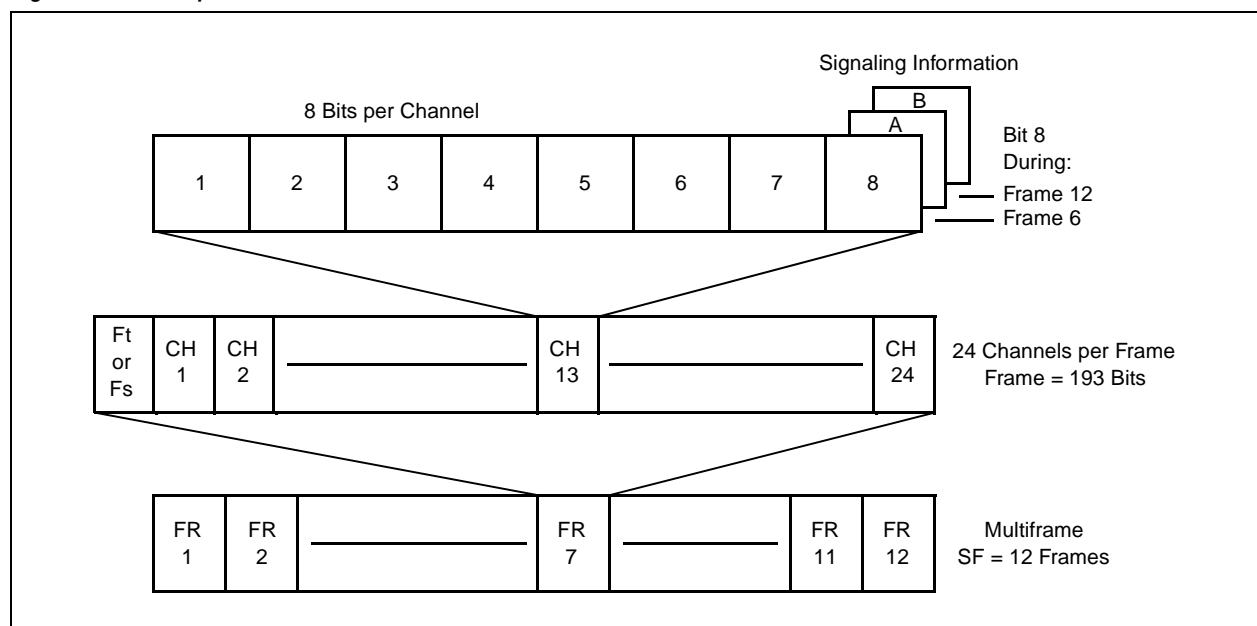 Signaling Information
8 Bits per Channel
B
A
Bit 8
During:
1 2 3 4 5 6 7 8
Frame 12
Frame 6
Ft
or
Fs
CH
1
CH
2
CH
13
CH
24
24 Channels per Frame
Frame = 193 Bits
FR
1
FR
2
FR
7
FR
11
FR
12
Multiframe
SF = 12 Frames